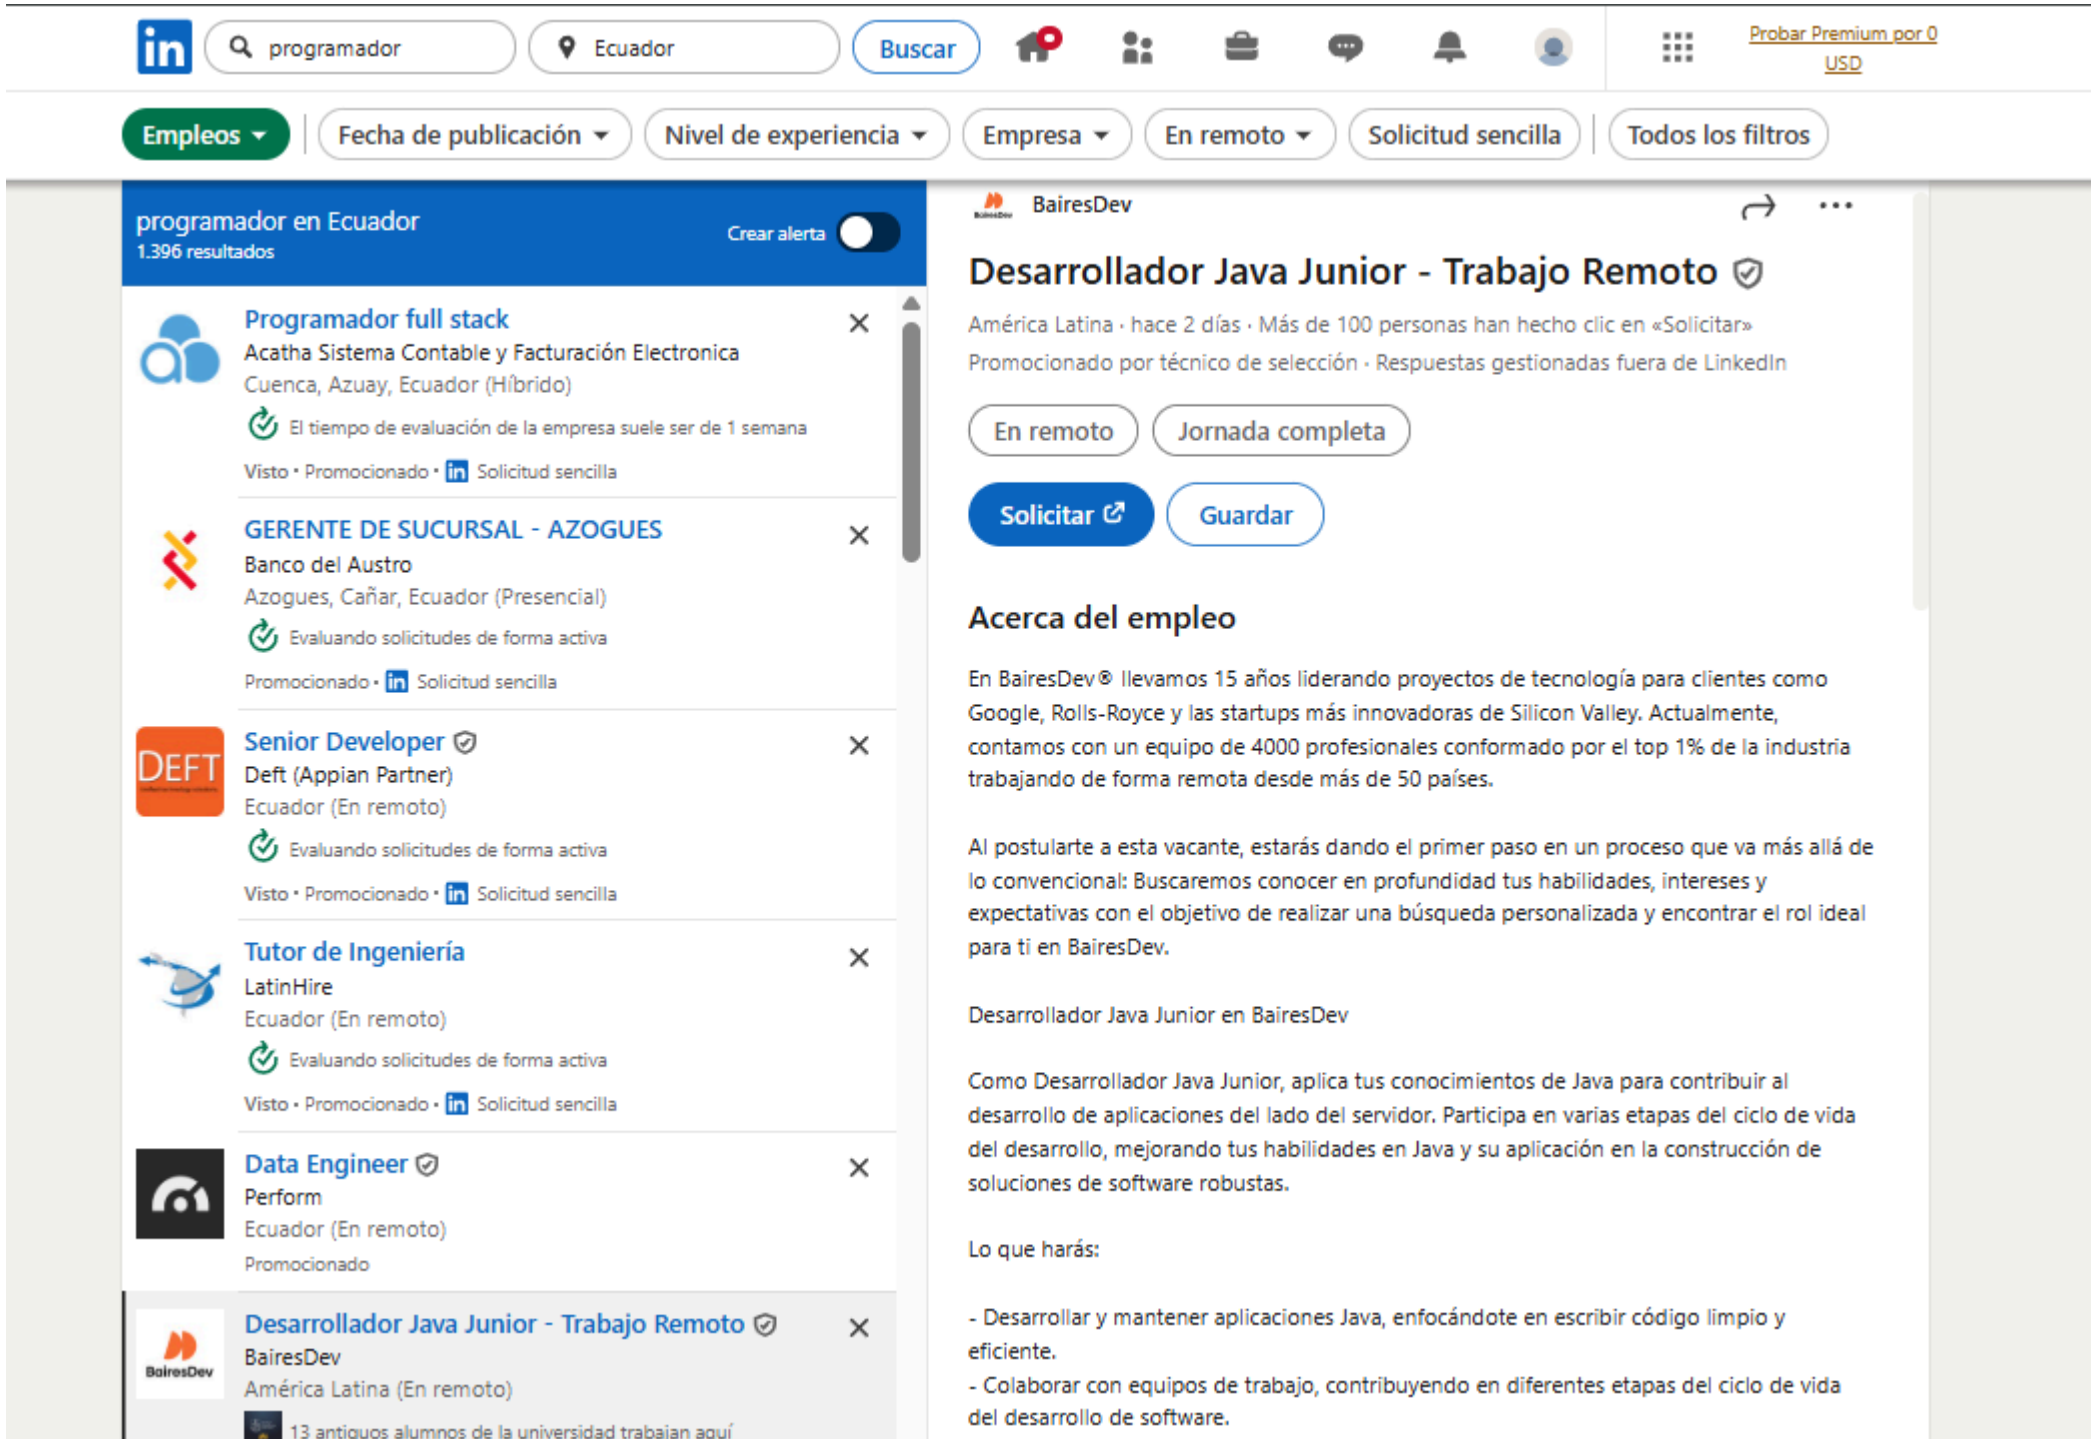 in
programador
Ecuador
Buscar
Probar Premium por 0
USD
Empleos
Fecha de publicación
Nivel de experiencia
Empresa
En remoto
Solicitud sencilla
Todos los filtros
programador en Ecuador
1.396 resultados
Crear alerta
Programador full stack
Acatha Sistema Contable y Facturación Electronica
Cuenca, Azuay, Ecuador (Híbrido)
El tiempo de evaluación de la empresa suele ser de 1 semana
Visto • Promocionado • in Solicitud sencilla
GERENTE DE SUCURSAL - AZOGUES
Banco del Austro
Azogues, Cañar, Ecuador (Presencial)
Evaluando solicitudes de forma activa
Promocionado • in Solicitud sencilla
DEFT
Senior Developer
Deft (Appian Partner)
Ecuador (En remoto)
Evaluando solicitudes de forma activa
Visto • Promocionado • in Solicitud sencilla
Tutor de Ingeniería
LatinHire
Ecuador (En remoto)
Evaluando solicitudes de forma activa
Visto • Promocionado • in Solicitud sencilla
Data Engineer
Perform
Ecuador (En remoto)
Promocionado
BairesDev
Desarrollador Java Junior - Trabajo Remoto
BairesDev
América Latina (En remoto)
13 antiguos alumnos de la universidad trabajan aquí
BairesDev
BairesDev
Desarrollador Java Junior - Trabajo Remoto
América Latina · hace 2 días · Más de 100 personas han hecho clic en «Solicitar»
Promocionado por técnico de selección · Respuestas gestionadas fuera de LinkedIn
En remoto
Jornada completa
Solicitar
Guardar
Acerca del empleo
En BairesDev® llevamos 15 años liderando proyectos de tecnología para clientes como
Google, Rolls-Royce y las startups más innovadoras de Silicon Valley. Actualmente,
contamos con un equipo de 4000 profesionales conformado por el top 1% de la industria
trabajando de forma remota desde más de 50 países.
Al postularte a esta vacante, estarás dando el primer paso en un proceso que va más allá de
lo convencional: Buscaremos conocer en profundidad tus habilidades, intereses y
expectativas con el objetivo de realizar una búsqueda personalizada y encontrar el rol ideal
para ti en BairesDev.
Desarrollador Java Junior en BairesDev
Como Desarrollador Java Junior, aplica tus conocimientos de Java para contribuir al
desarrollo de aplicaciones del lado del servidor. Participa en varias etapas del ciclo de vida
del desarrollo, mejorando tus habilidades en Java y su aplicación en la construcción de
soluciones de software robustas.
Lo que harás:
- Desarrollar y mantener aplicaciones Java, enfocándote en escribir código limpio y
eficiente.
- Colaborar con equipos de trabajo, contribuyendo en diferentes etapas del ciclo de vida
del desarrollo de software.